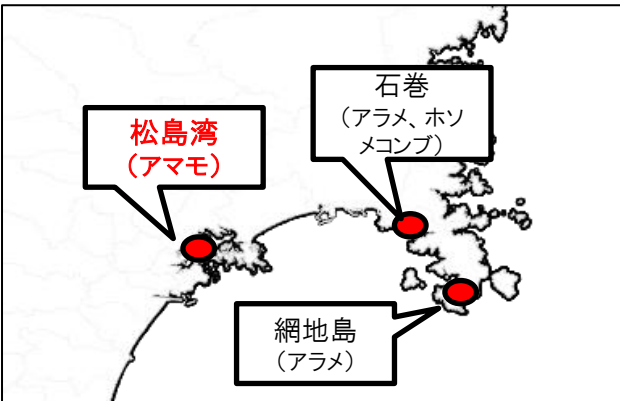 石巻
（アラメ、ホソ
メコンブ）
松島湾
（アマモ）
網地島
（アラメ）